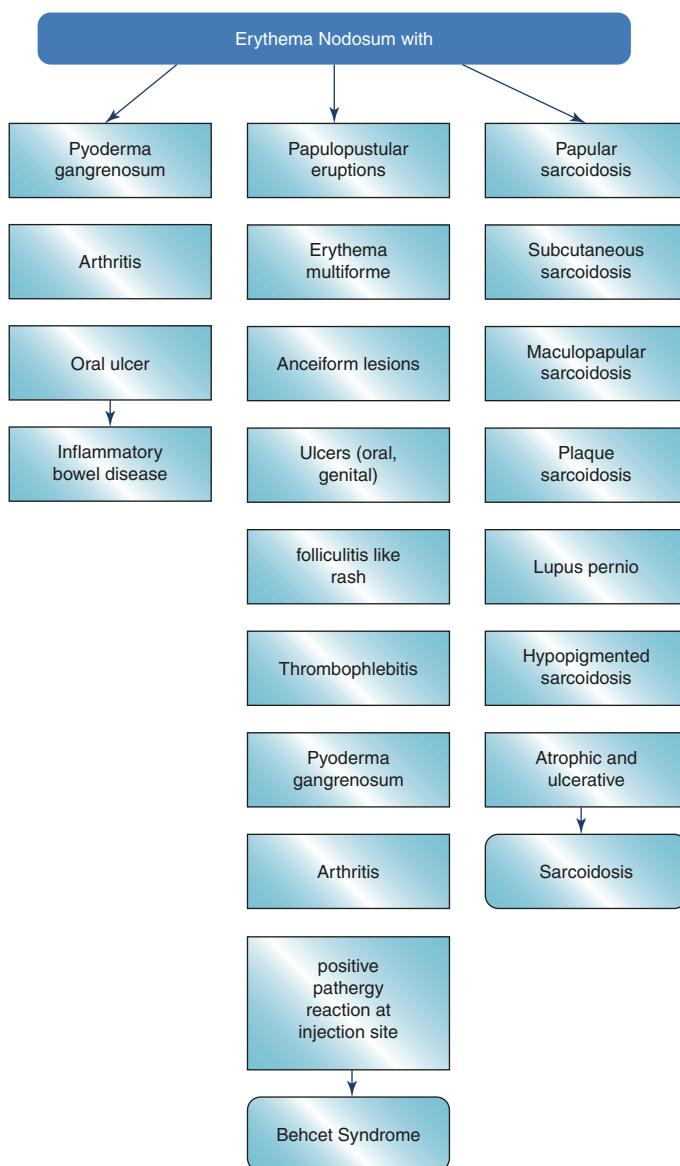 Erythema Nodosum with
Pyoderma
gangrenosum
Arthritis
Oral ulcer
Inflammatory
bowel disease
Papulopustular
eruptions
Erythema
multiforme
Anceiform lesions
Ulcers (oral,
genital)
folliculitis like
rash
Thrombophlebitis
Pyoderma
gangrenosum
Arthritis
positive
pathergy
reaction at
injection site
Behcet Syndrome
Papular
sarcoidosis
Subcutaneous
sarcoidosis
Maculopapular
sarcoidosis
Plaque
sarcoidosis
Lupus pernio
Hypopigmented
sarcoidosis
Atrophic and
ulcerative
Sarcoidosis